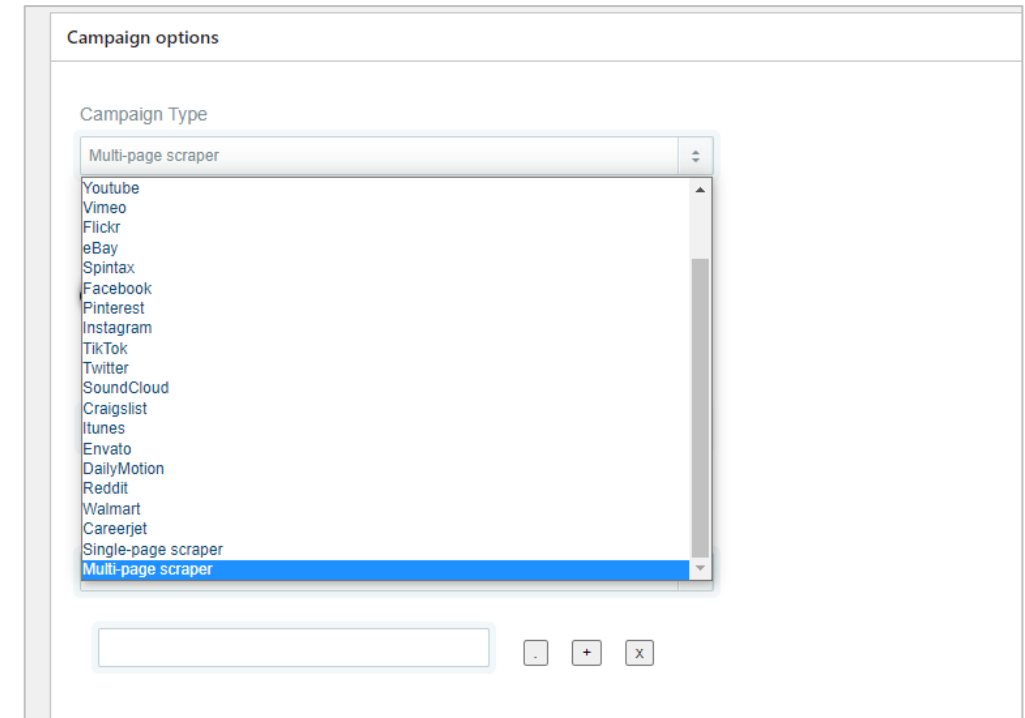 Campaign options
Campaign Type
Multi-page scraper
Youtube
Vimeo
Flickr
eBay
Spintax
Facebook
Pinterest
Instagram
TikTok
Twitter
SoundCloud
Craigslist
Itunes
Envato
DailyMotion
Reddit
Walmart
Careerjet
Single-page scraper
Multi-page scraper
. + X